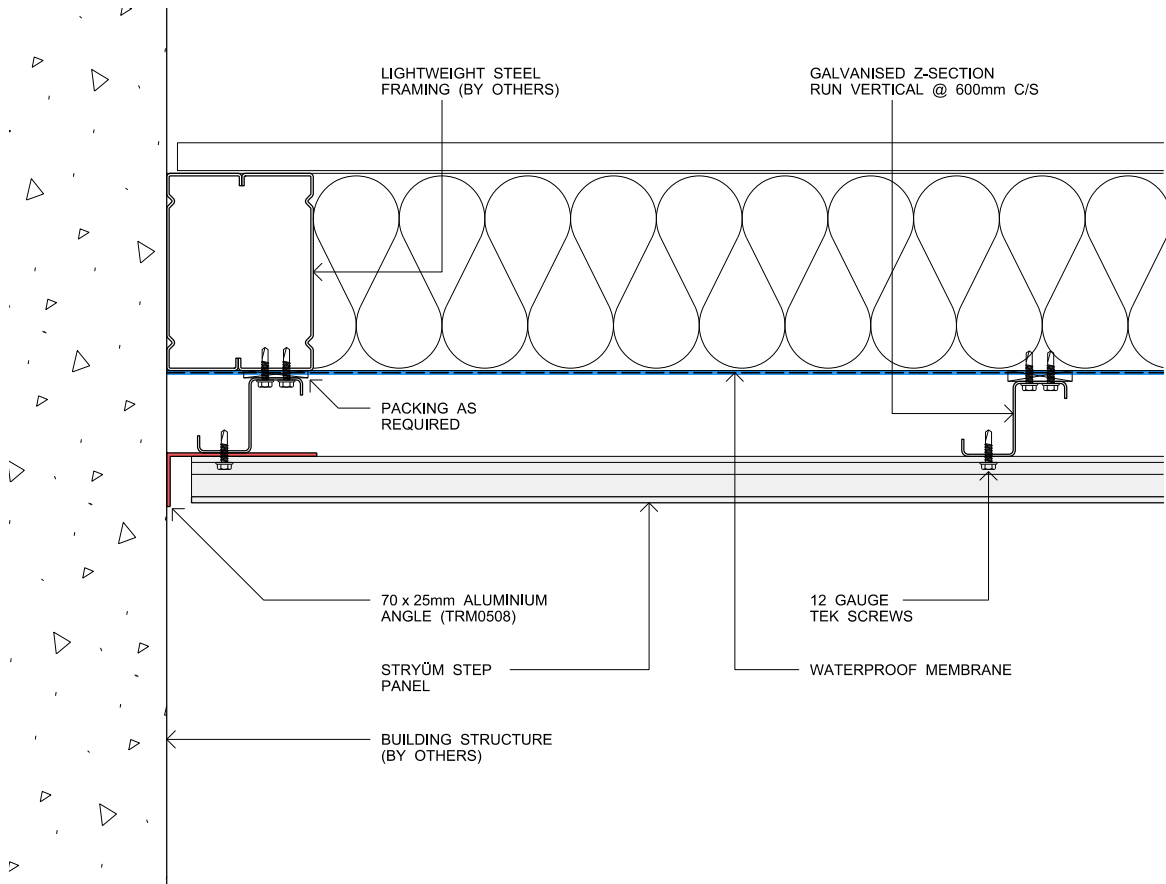 LIGHTWEIGHT STEEL
FRAMING (BY OTHERS)
GALVANISED Z-SECTION
RUN VERTICAL @ 600mm C/S
PACKING AS
REQUIRED
70 x 25mm ALUMINIUM
ANGLE (TRM0508)
12 GAUGE
TEK SCREWS
STRYÜM STEP
PANEL
WATERPROOF MEMBRANE
BUILDING STRUCTURE
(BY OTHERS)